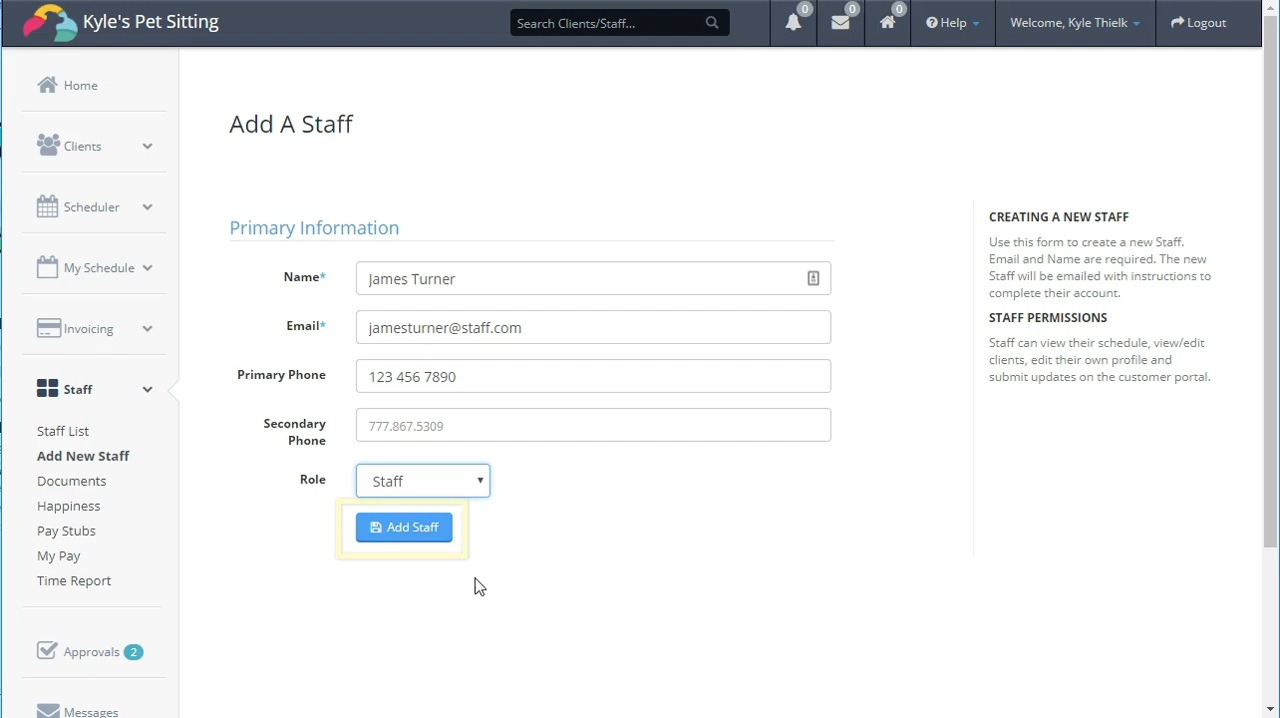 Kyle's Pet Sitting
Search Clients/Staff...
0
0
0
Help
Welcome, Kyle Thielk
Logout
Home
Clients
Scheduler
My Schedule
Invoicing
Staff
Staff List
Add New Staff
Documents
Happiness
Pay Stubs
My Pay
Time Report
Approvals 2
Messages
Add A Staff
Primary Information
Name* James Turner
Email* jamesturner@staff.com
Primary Phone 123 456 7890
Secondary
Phone 777.867.5309
Role Staff
Add Staff
CREATING A NEW STAFF
Use this form to create a new Staff.
Email and Name are required. The new
Staff will be emailed with instructions to
complete their account.
STAFF PERMISSIONS
Staff can view their schedule, view/edit
clients, edit their own profile and
submit updates on the customer portal.